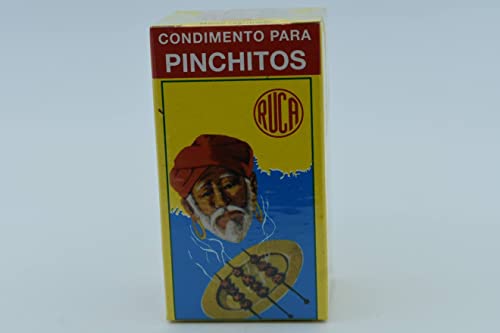 CONDIMENTO PARA
PINCHITOS
RUCA